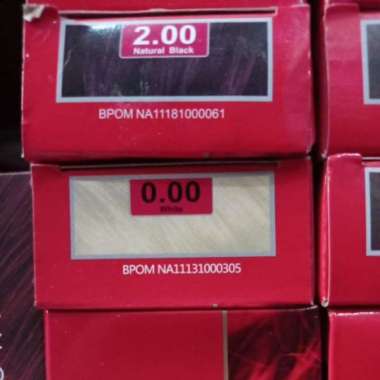 2.00
Natural Black
BPOM NA11181000061
0.00
White
BPOM NA11131000305